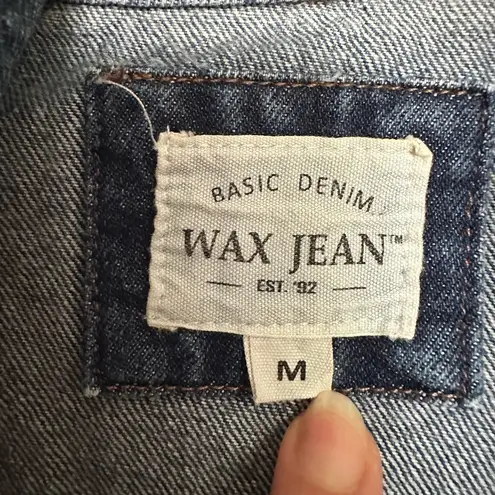 BASIC DENIM
WAX JEAN™
EST. '92
M